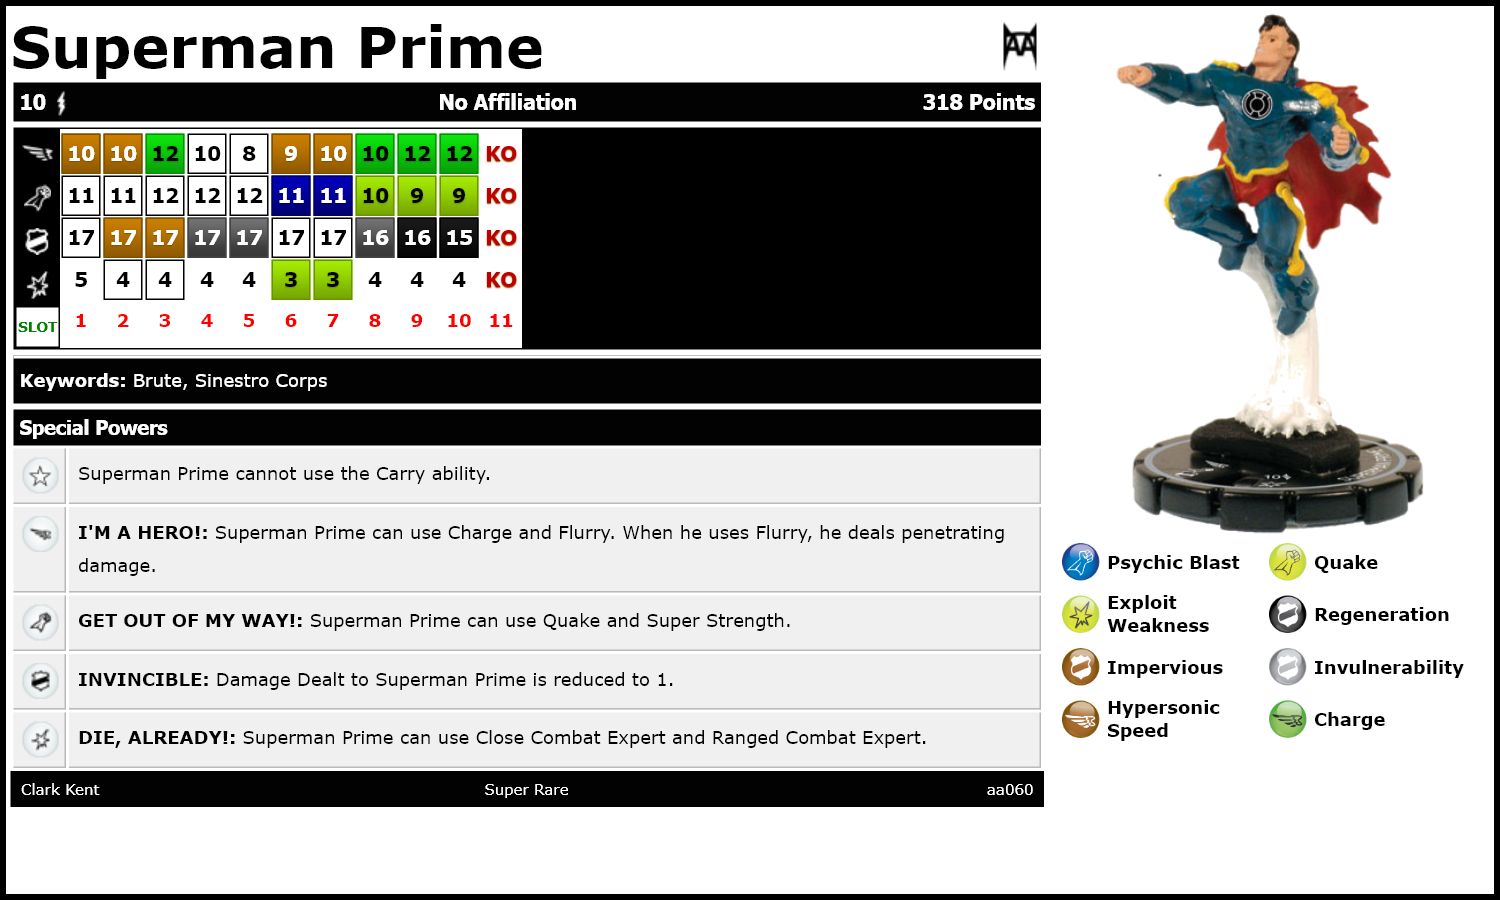 Superman Prime
10 No Affiliation 318 Points
10 10 12 10 8 9 10 10 12 12 KO
11 11 12 12 12 11 11 10 9 9 KO
17 17 17 17 17 17 17 16 16 15 KO
5 4 4 4 4 3 3 4 4 4 KO
SLOT 1 2 3 4 5 6 7 8 9 10 11
Keywords: Brute, Sinestro Corps
Special Powers
Superman Prime cannot use the Carry ability.
I'M A HERO!: Superman Prime can use Charge and Flurry. When he uses Flurry, he deals penetrating
damage.
GET OUT OF MY WAY!: Superman Prime can use Quake and Super Strength.
INVINCIBLE: Damage Dealt to Superman Prime is reduced to 1.
DIE, ALREADY!: Superman Prime can use Close Combat Expert and Ranged Combat Expert.
Clark Kent Super Rare aa060
Psychic Blast Quake
Exploit
Weakness Regeneration
Impervious Invulnerability
Hypersonic
Speed Charge